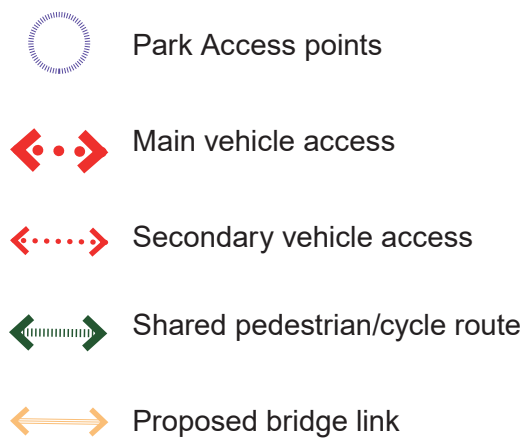 Park Access points
Main vehicle access
Secondary vehicle access
Shared pedestrian/cycle route
Proposed bridge link